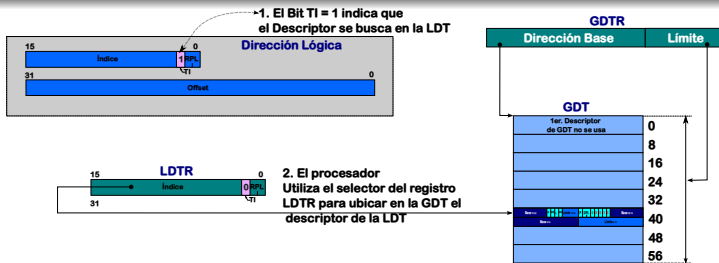 1. El Bit TI = 1 indica que
el Descriptor se busca en la LDT
Dirección Lógica
15
0
Índice
1
RPL
TI
31
0
Offset
GDTR
Dirección Base
Límite
GDT
1er. Descriptor
de GDT no se usa
0
8
16
24
32
40
48
56
LDTR
15
0
Índice
0
RPL
TI
31
2. El procesador
Utiliza el selector del registro
LDTR para ubicar en la GDT el
descriptor de la LDT